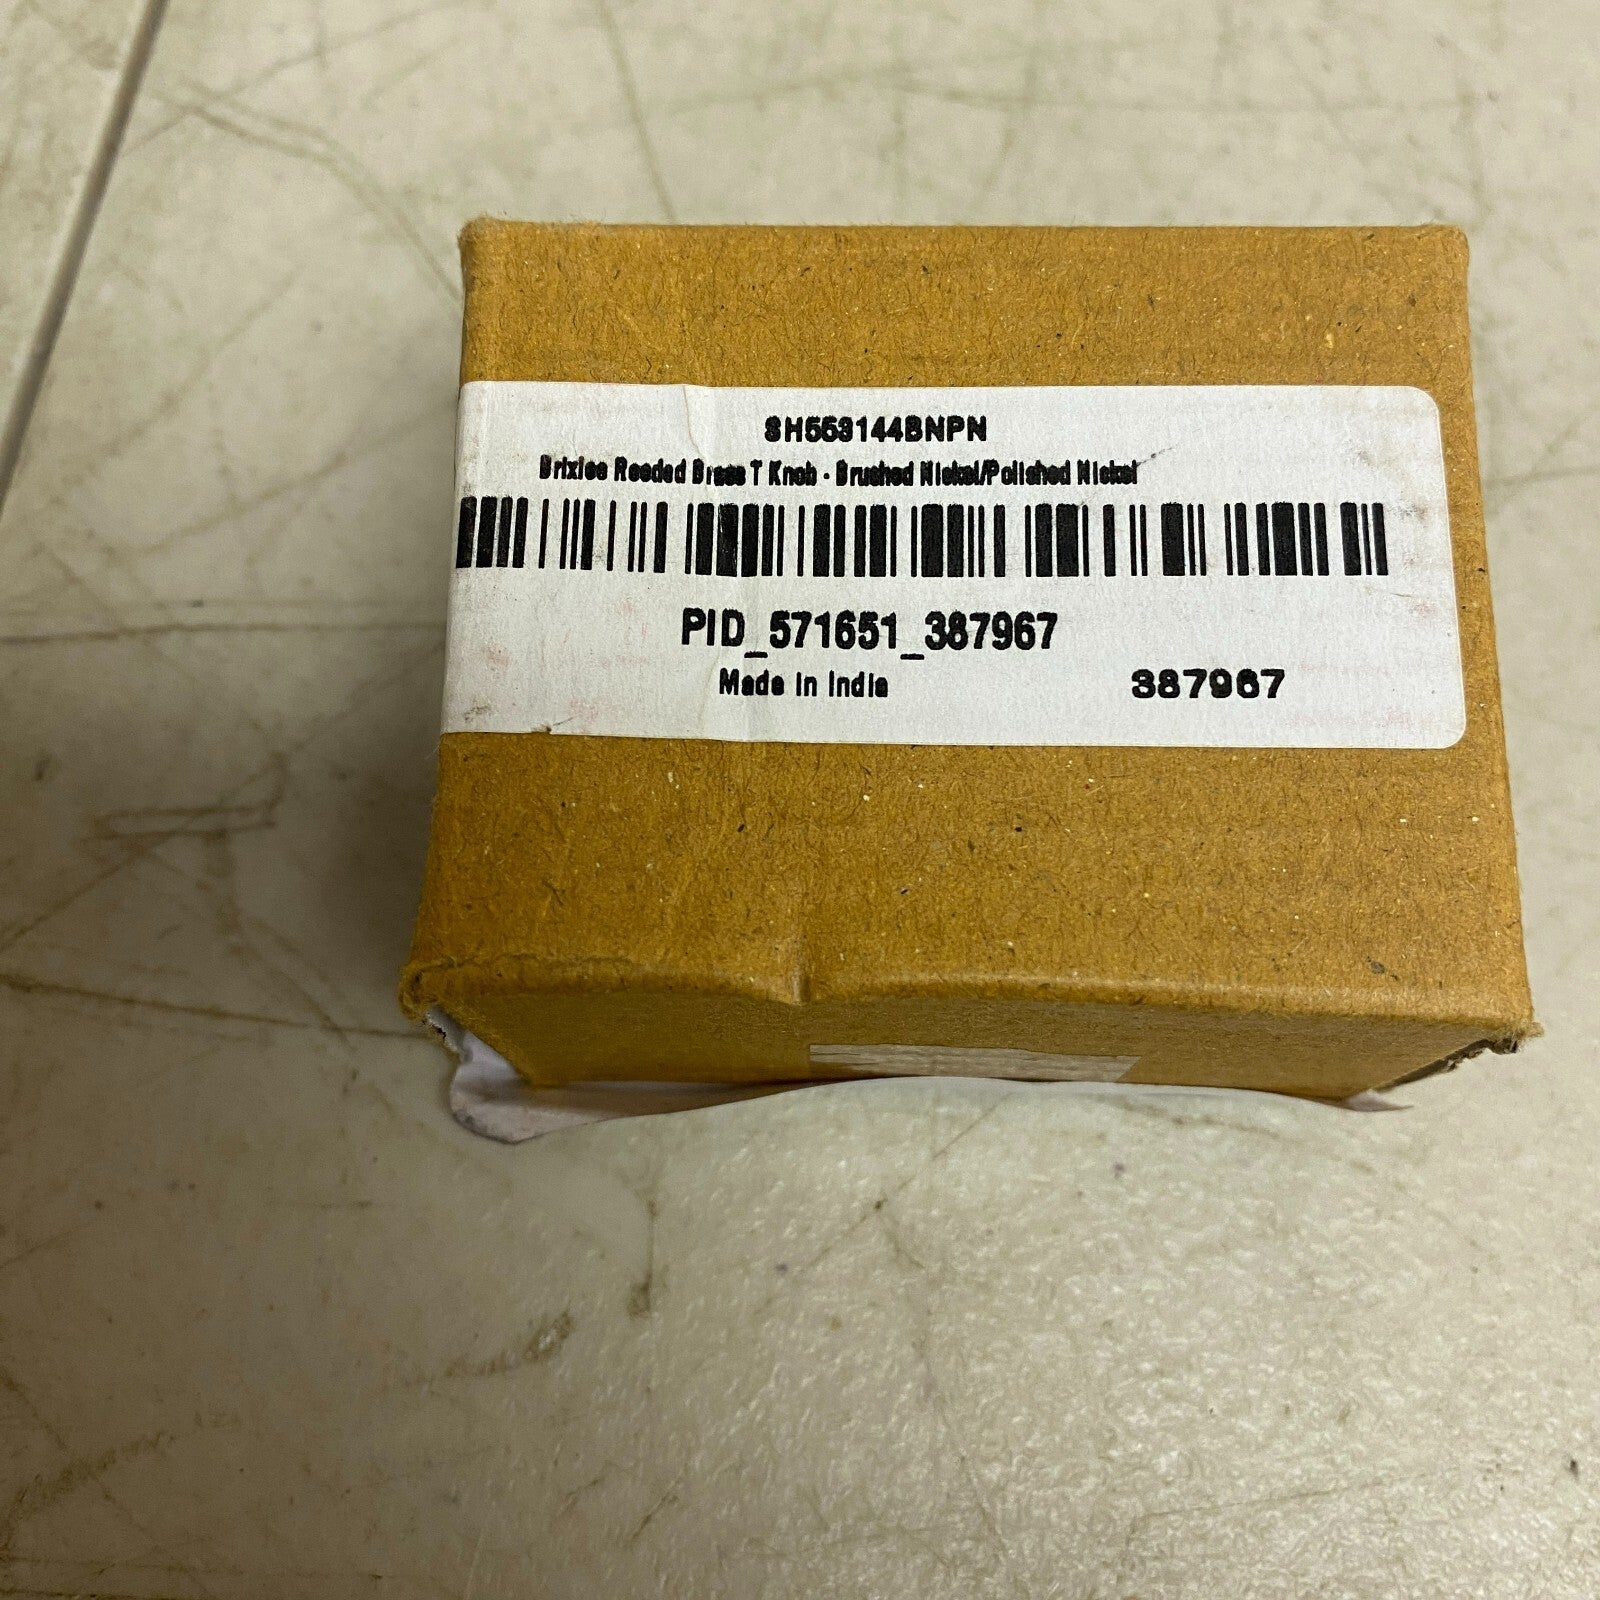 SH553144BNPN
Brixlee Reeded Brass T Knob - Brushed Nickel/Polished Nickel
PID_571651_387967
Made in India 387967